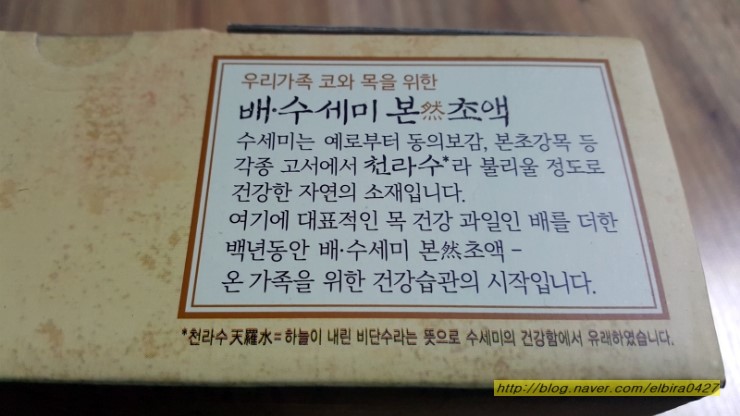 우리가족 코와 목을 위한
배·수세미 본然초액
수세미는 예로부터 동의보감, 본초강목 등
각종 고서에서 천라수*라 불리울 정도로
건강한 자연의 소재입니다.
여기에 대표적인 목 건강 과일인 배를 더한
백년동안 배·수세미 본然초액 –
온 가족을 위한 건강습관의 시작입니다.
*천라수天羅水=하늘이 내린 비단수라는 뜻으로 수세미의 건강함에서 유래하였습니다.
http://blog.naver.com/elbira0427